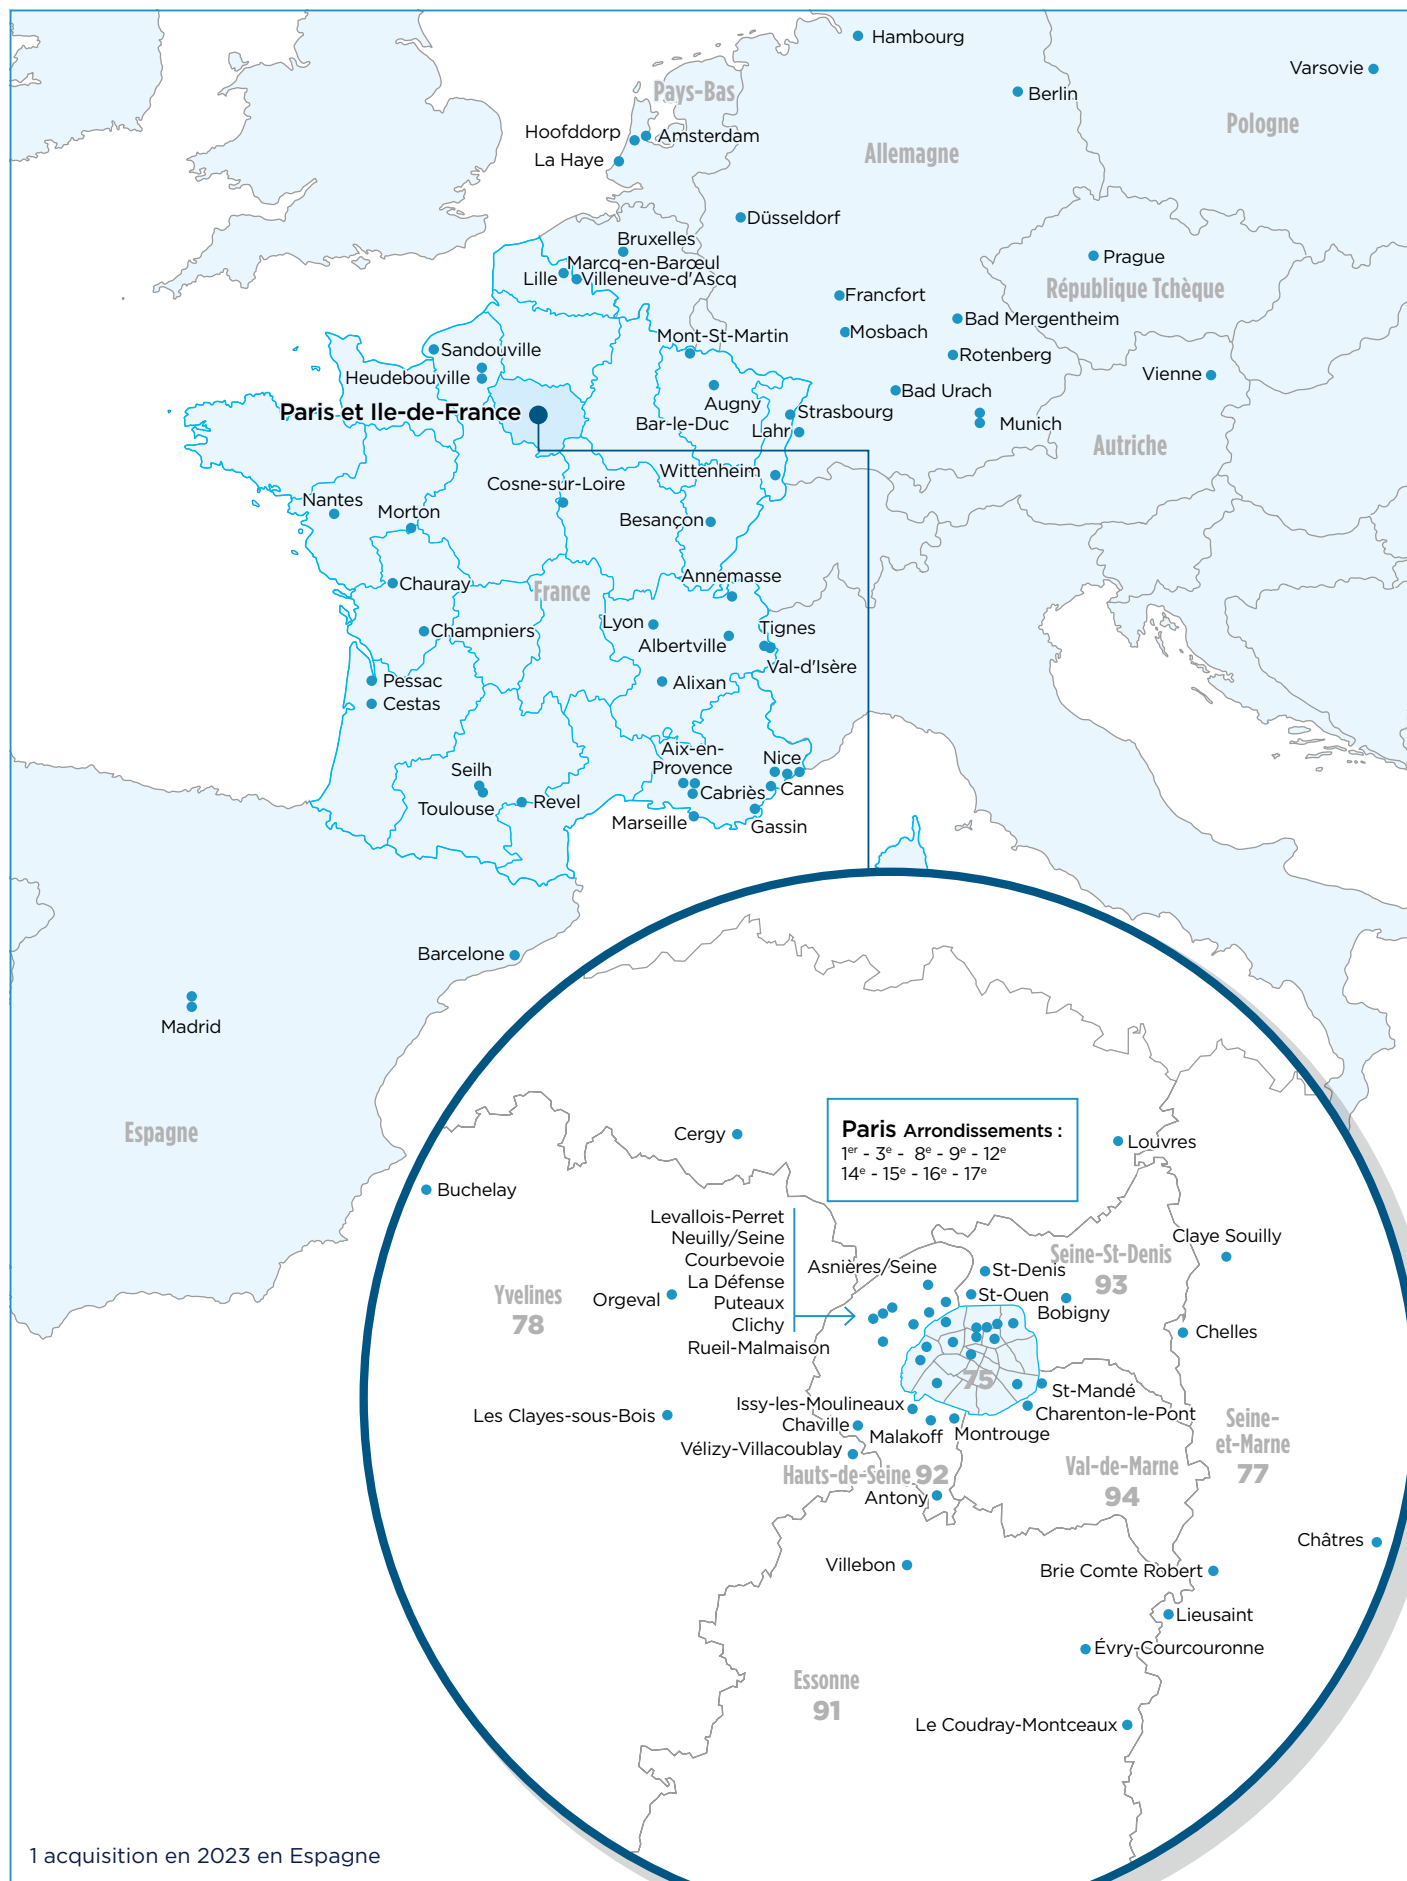 Hambourg
Varsovie
Pays-Bas
Berlin
Pologne
Hoofddorp
Amsterdam
La Haye
Allemagne
Düsseldorf
Bruxelles
Marcq-en-Barœul
Lille
Villeneuve-d'Ascq
Prague
République Tchèque
Francfort
Bad Mergentheim
Mosbach
Mont-St-Martin
Sandouville
Rotenberg
Heudebouville
Vienne
Bad Urach
Augny
Paris et Ile-de-France
Strasbourg
Bar-le-Duc
Lahr
Munich
Autriche
Wittenheim
Cosne-sur-Loire
Nantes
Morton
Besançon
Annemasse
Chauray
France
Lyon
Tignes
Champniers
Albertville
Val-d'Isère
Pessac
Alixan
Cestas
Aix-en-
Provence
Nice
Seilh
Cabriès
Cannes
Toulouse
Revel
Marseille
Gassin
Barcelone
Madrid
Espagne
Paris Arrondissements :
1er - 3e - 8e - 9e - 12e
14e - 15e - 16e - 17e
Cergy
Louvres
Buchelay
Levallois-Perret
Neuilly/Seine
Courbevoie
La Défense
Puteaux
Clichy
Rueil-Malmaison
Asnières/Seine
Claye Souilly
Seine-St-Denis
93
St-Denis
St-Ouen
Bobigny
Yvelines
78
Orgeval
Chelles
75
St-Mandé
Issy-les-Moulineaux
Charenton-le-Pont
Les Clayes-sous-Bois
Chaville
Malakoff
Montrouge
Vélizy-Villacoublay
Seine-
et-Marne
77
Hauts-de-Seine 92
Val-de-Marne
94
Antony
Châtres
Villebon
Brie Comte Robert
Lieusaint
Évry-Courcouronne
Essonne
91
Le Coudray-Montceaux
1 acquisition en 2023 en Espagne